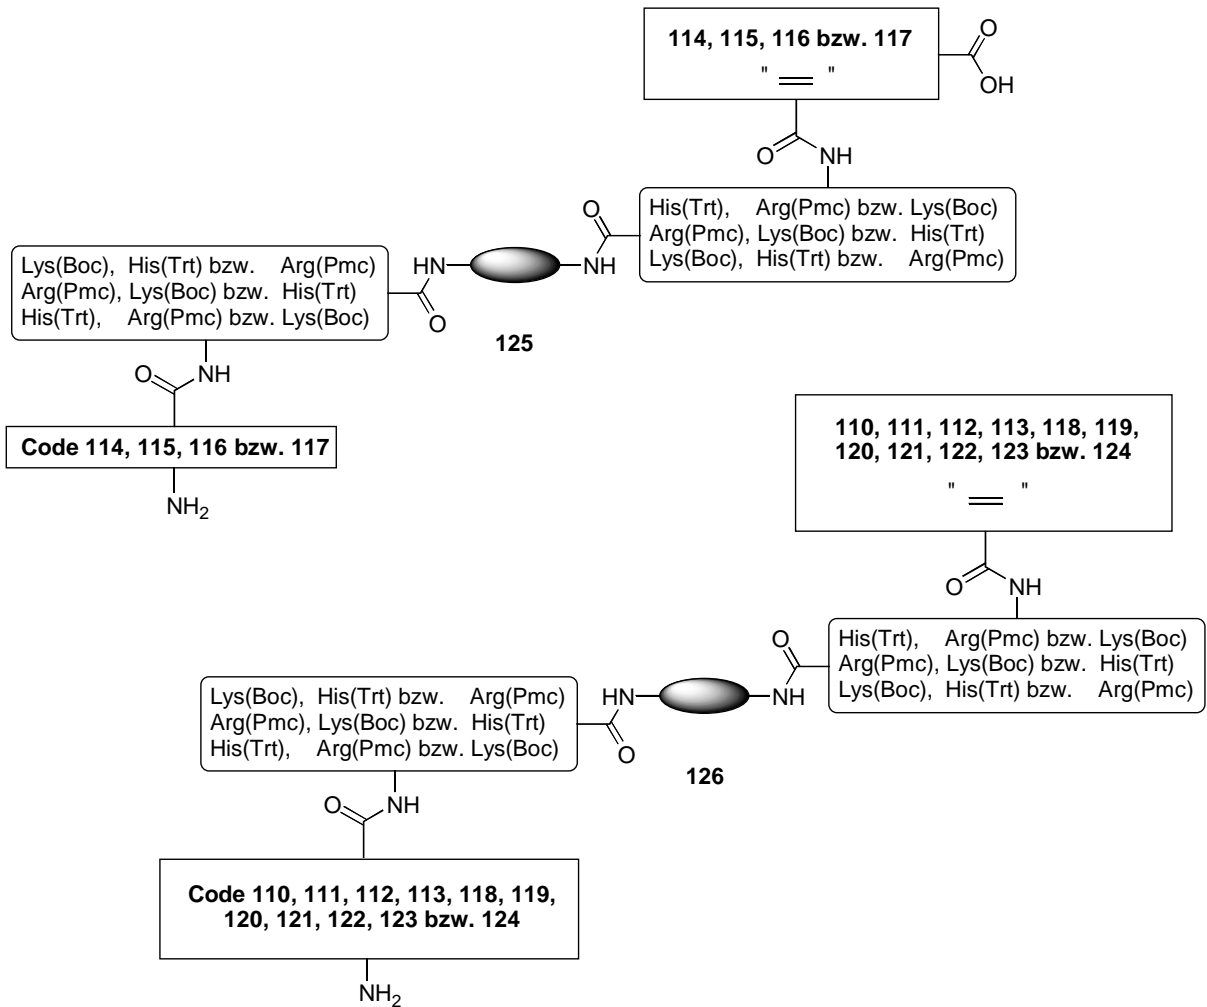 114, 115, 116 bzw. 117
" "
O
OH
O
NH
His(Trt), Arg(Pmc) bzw. Lys(Boc)
Arg(Pmc), Lys(Boc) bzw. His(Trt)
Lys(Boc), His(Trt) bzw. Arg(Pmc)
O
HN
NH
O
Lys(Boc), His(Trt) bzw. Arg(Pmc)
Arg(Pmc), Lys(Boc) bzw. His(Trt)
His(Trt), Arg(Pmc) bzw. Lys(Boc)
125
O
NH
Code 114, 115, 116 bzw. 117
NH2
110, 111, 112, 113, 118, 119,
120, 121, 122, 123 bzw. 124
" "
O
NH
His(Trt), Arg(Pmc) bzw. Lys(Boc)
Arg(Pmc), Lys(Boc) bzw. His(Trt)
Lys(Boc), His(Trt) bzw. Arg(Pmc)
O
HN
NH
O
Lys(Boc), His(Trt) bzw. Arg(Pmc)
Arg(Pmc), Lys(Boc) bzw. His(Trt)
His(Trt), Arg(Pmc) bzw. Lys(Boc)
126
O
NH
Code 110, 111, 112, 113, 118, 119,
120, 121, 122, 123 bzw. 124
NH2